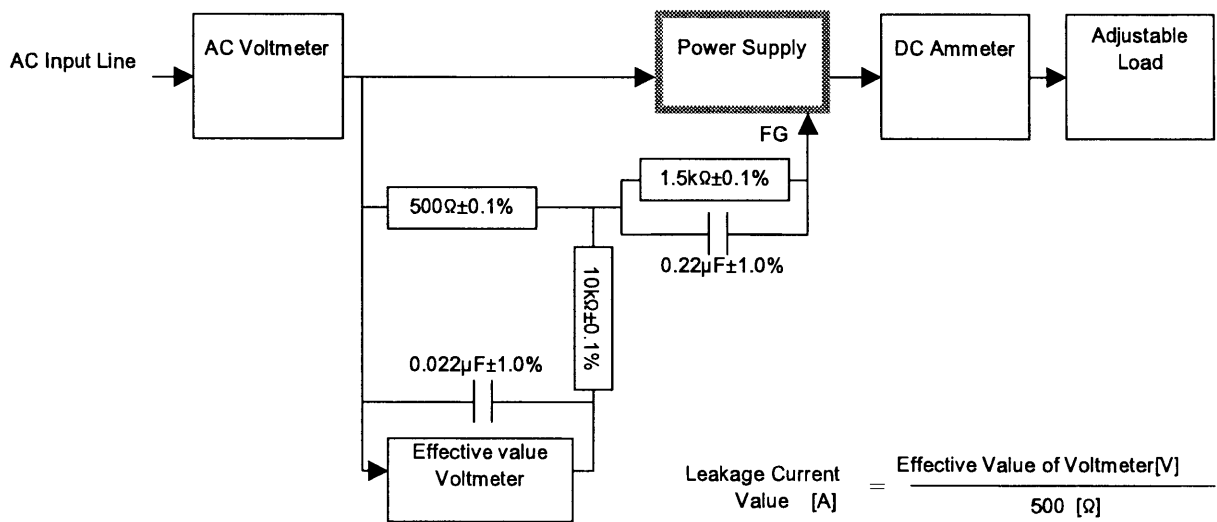 AC Input Line
AC Voltmeter
Power Supply
DC Ammeter
Adjustable
Load
FG
500Ω±0.1%
1.5kΩ±0.1%
0.22µF±1.0%
10kΩ±0.1%
0.022µF±1.0%
Effective value
Voltmeter
Leakage Current
Value [A]
=
Effective Value of Voltmeter[V]
500 [Ω]